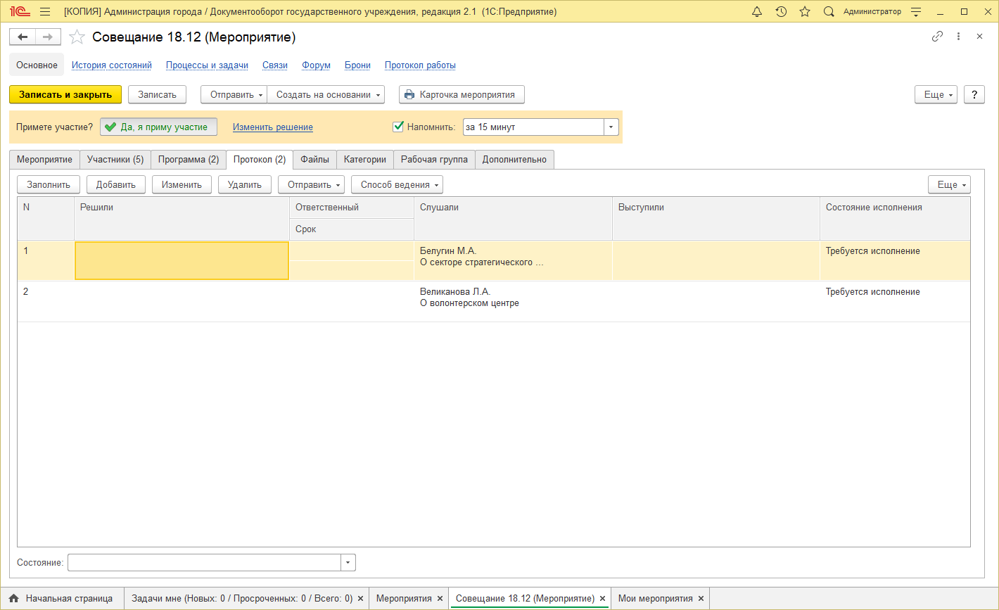 [КОПИЯ] Администрация города / Документооборот государственного учреждения, редакция 2.1 (1С:Предприятие)
Администратор
Совещание 18.12 (Мероприятие)
Основное История состояний Процессы и задачи Связи Форум Брони Протокол работы
Записать и закрыть Записать Отправить Создать на основании Карточка мероприятия Еще ?
Примете участие? Да, я приму участие Изменить решение Напомнить: за 15 минут
Мероприятие Участники (5) Программа (2) Протокол (2) Файлы Категории Рабочая группа Дополнительно
Заполнить Добавить Изменить Удалить Отправить Способ ведения Еще
N Решили Ответственный Слушали Выступили Состояние исполнения
Срок
1 Белугин М.А. Требуется исполнение
О секторе стратегического ...
2 Великанова Л.А. Требуется исполнение
О волонтерском центре
Состояние:
Начальная страница Задачи мне (Новых: 0 / Просроченных: 0 / Всего: 0) Мероприятия Совещание 18.12 (Мероприятие) Мои мероприятия